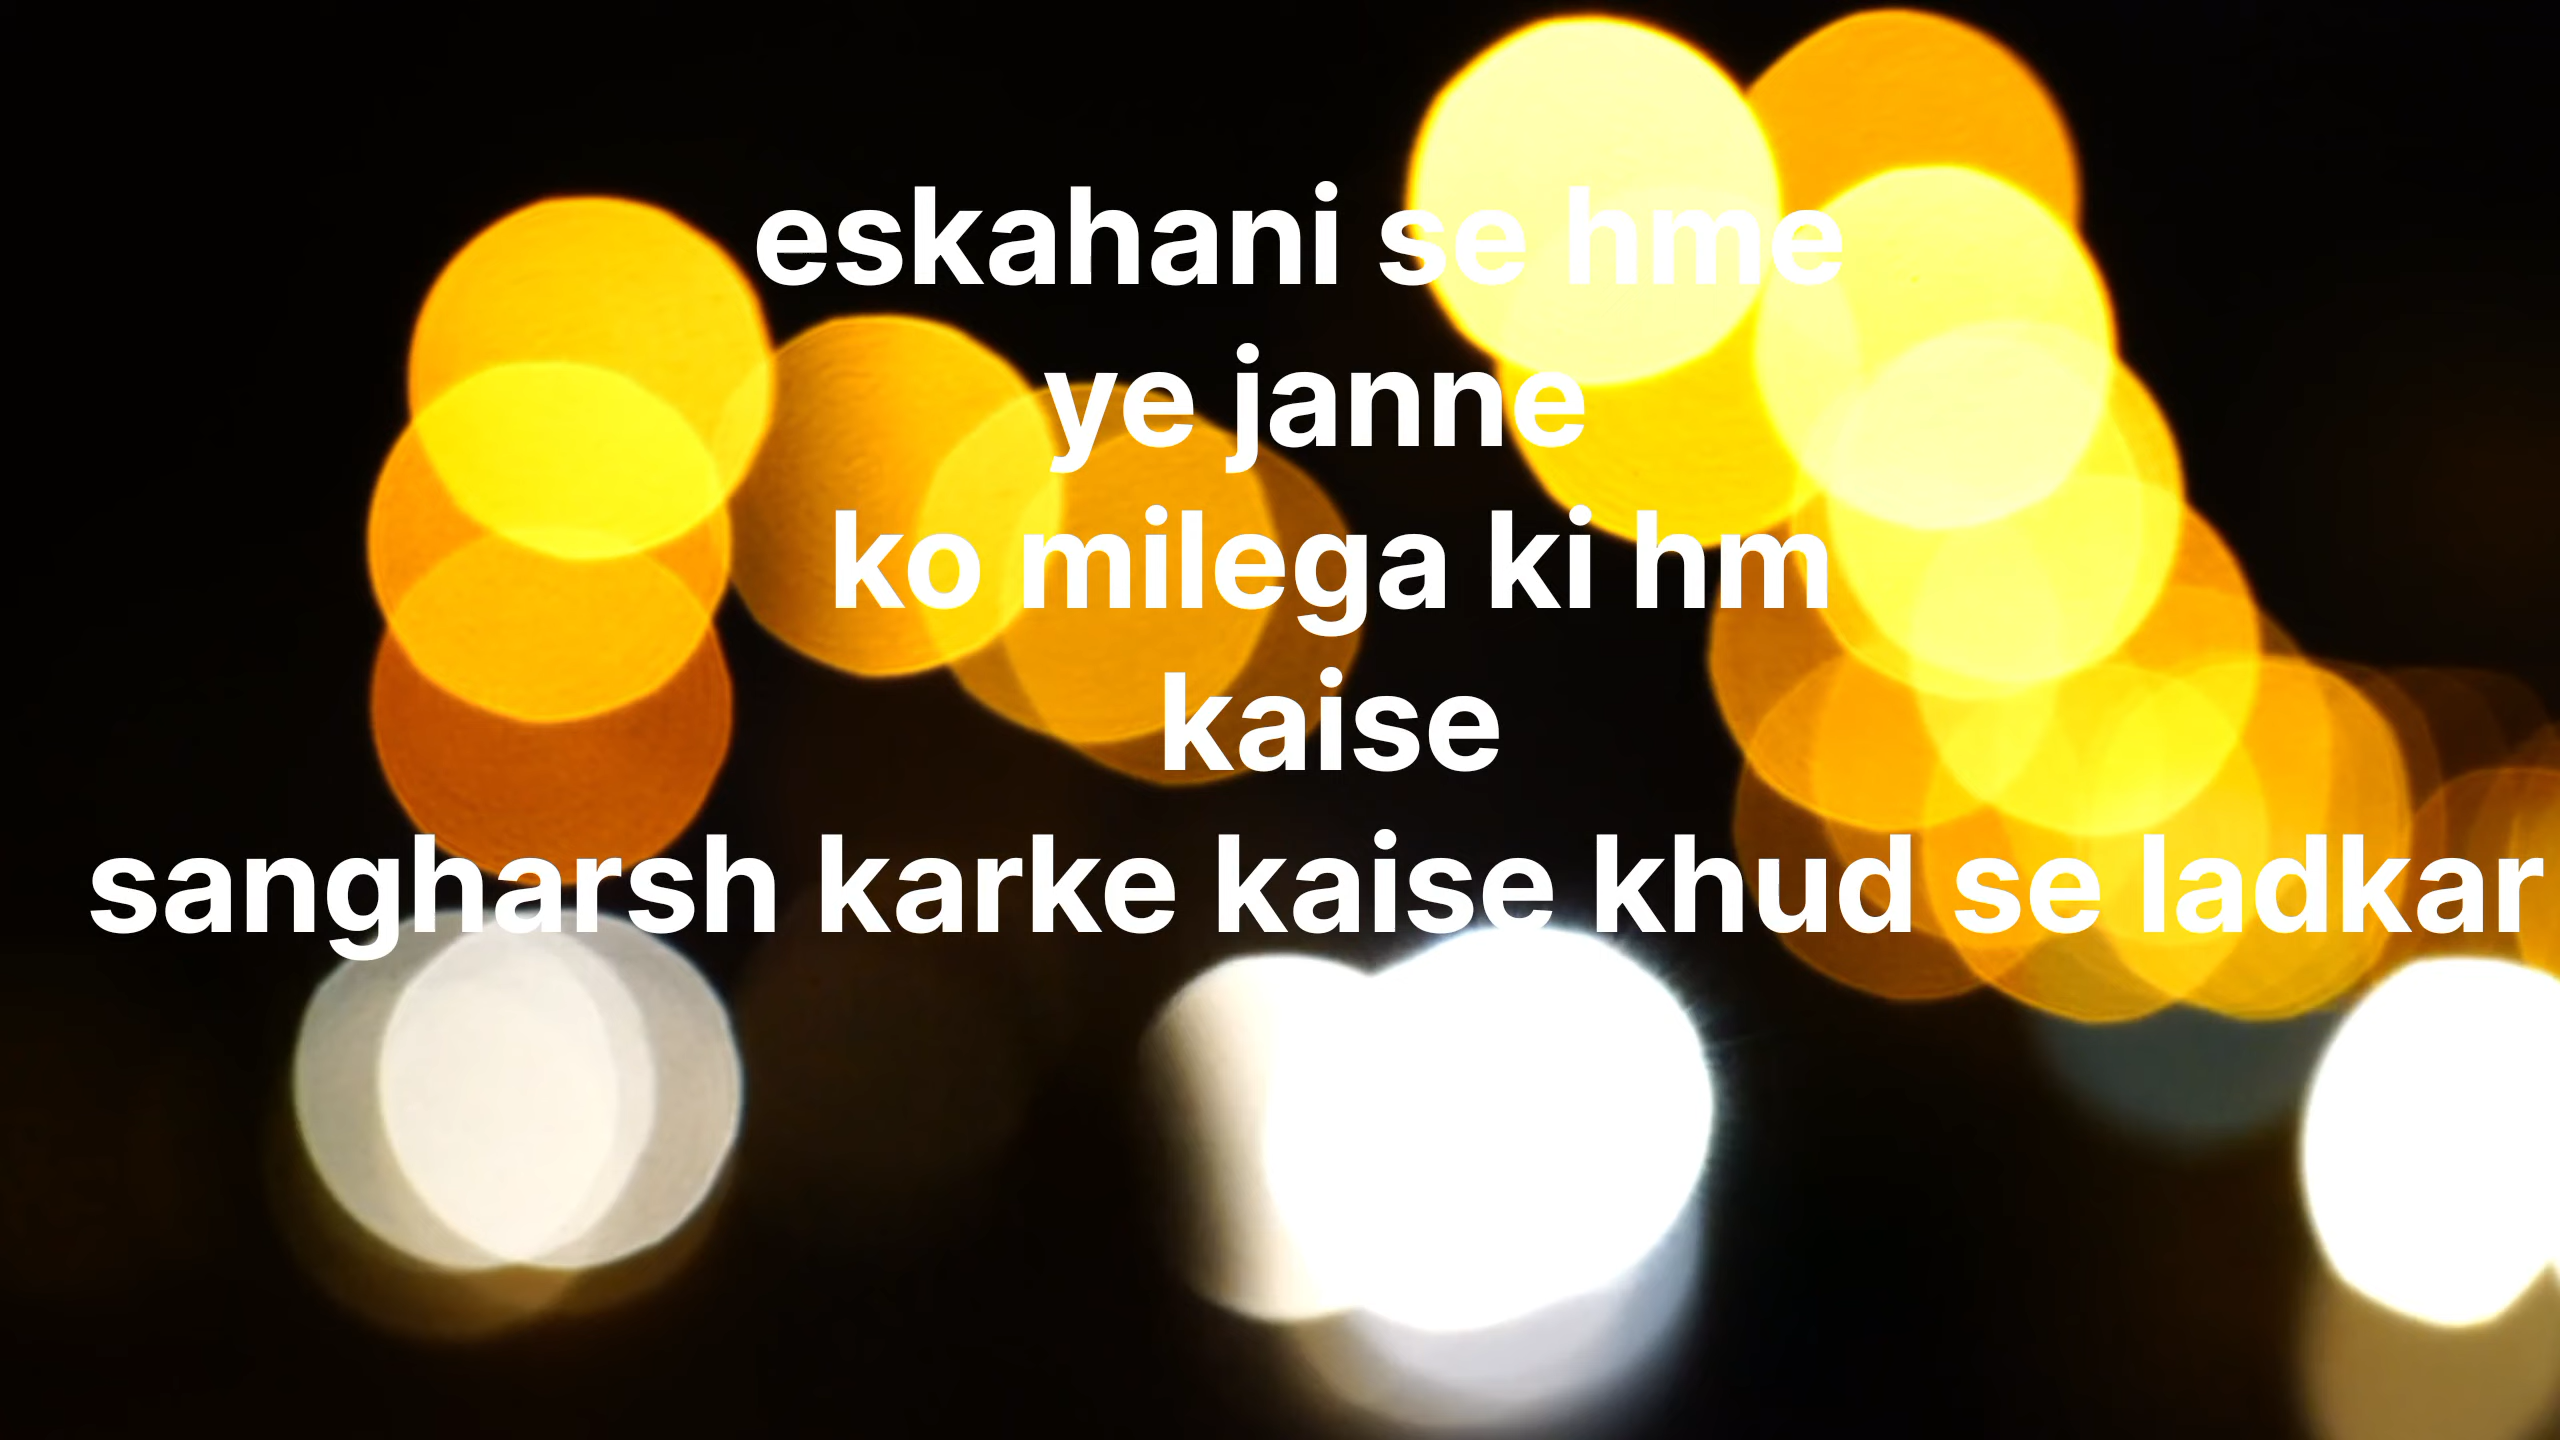 eskahani se hme
ye janne
ko milega ki hm
kaise
sangharsh karke kaise khud se ladkar